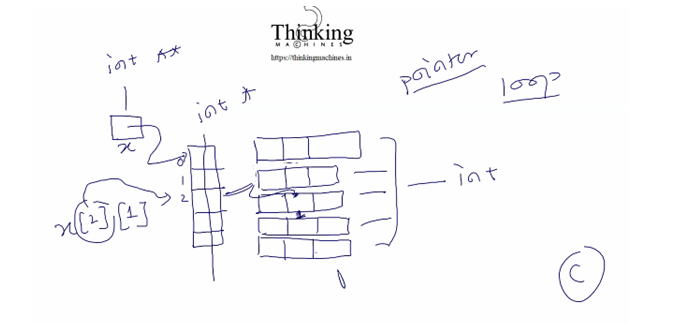 Thinking
MACHINES
https://thinkingmachines.in
int **
int *
pointer
loop
x
0
1
2
x[2][1]
int
C